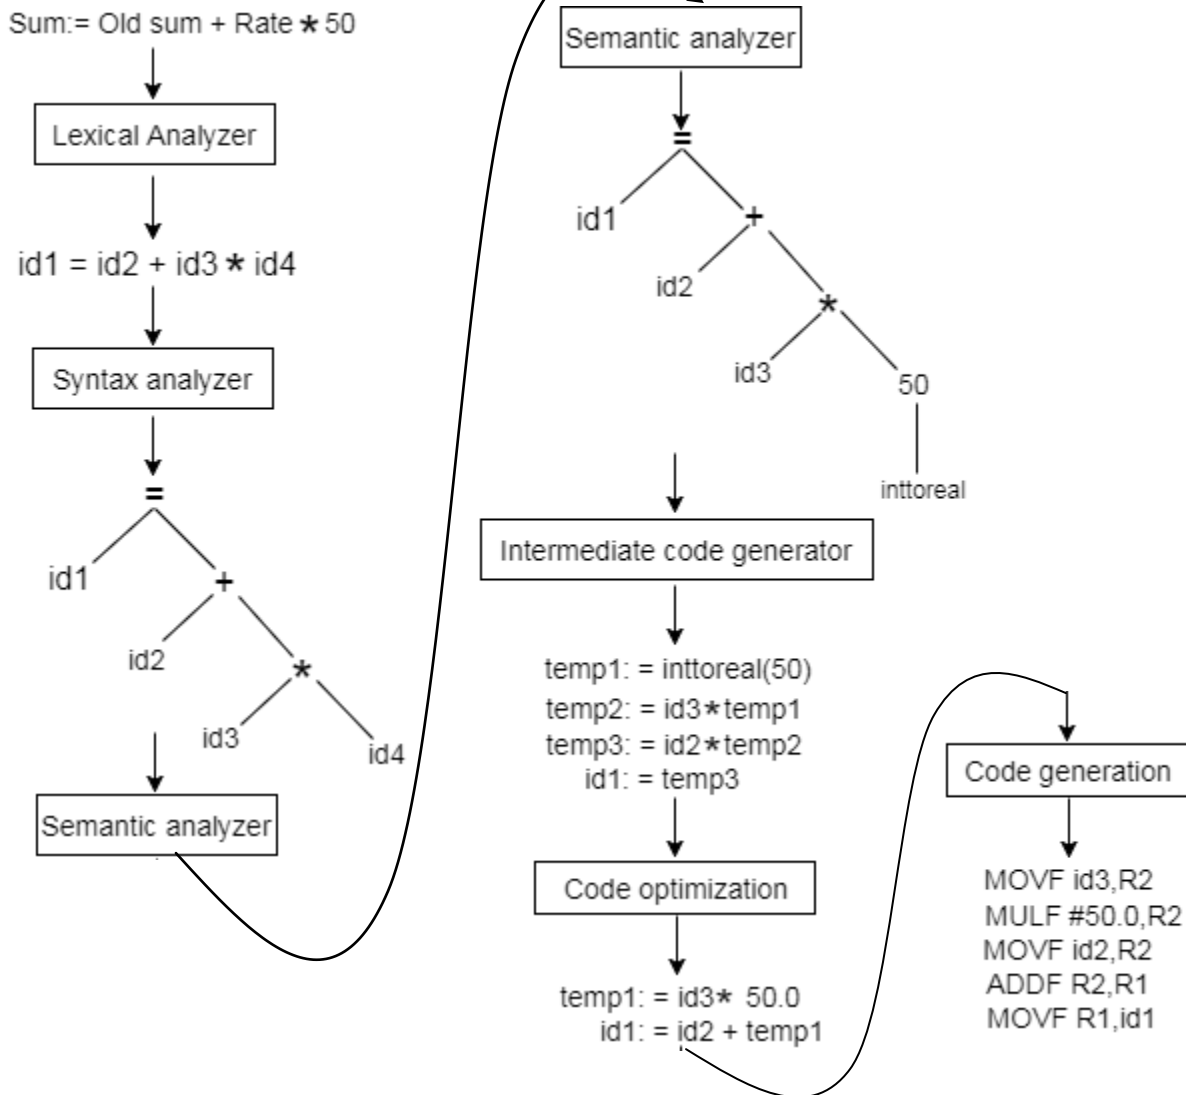 Sum:= Old sum + Rate * 50
Lexical Analyzer
id1 = id2 + id3 * id4
Syntax analyzer
=
id1
+
id2
*
id3
id4
Semantic analyzer
Semantic analyzer
=
id1
+
id2
*
id3
50
inttoreal
Intermediate code generator
temp1: = inttoreal(50)
temp2: = id3*temp1
temp3: = id2*temp2
id1: = temp3
Code optimization
temp1: = id3* 50.0
id1: = id2 + temp1
Code generation
MOVF id3,R2
MULF #50.0,R2
MOVF id2,R2
ADDF R2,R1
MOVF R1,id1